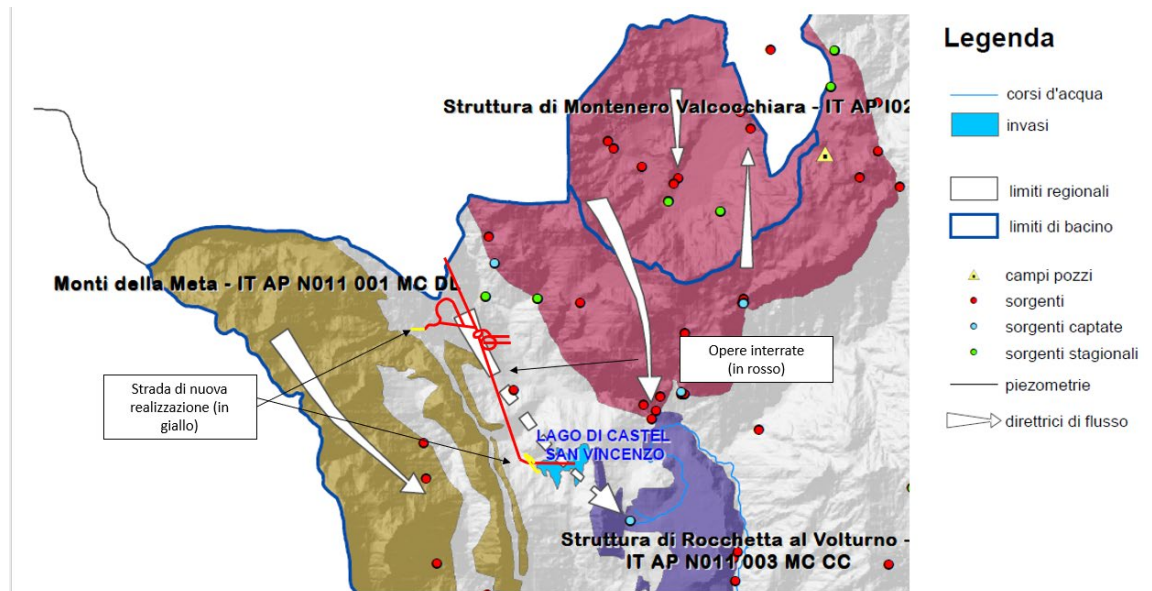 Legenda
Struttura di Montenero Valcocchiara - IT AP I02
corsi d'acqua
invasi
limiti regionali
limiti di bacino
Monti della Meta - IT AP N011 001 MC DL
campi pozzi
sorgenti
sorgenti captate
sorgenti stagionali
piezometrie
direttrici di flusso
Opere interrate
(in rosso)
Strada di nuova
realizzazione (in
giallo)
LAGO DI CASTEL
SAN VINCENZO
Struttura di Rocchetta al Volturno -
IT AP N011 003 MC CC